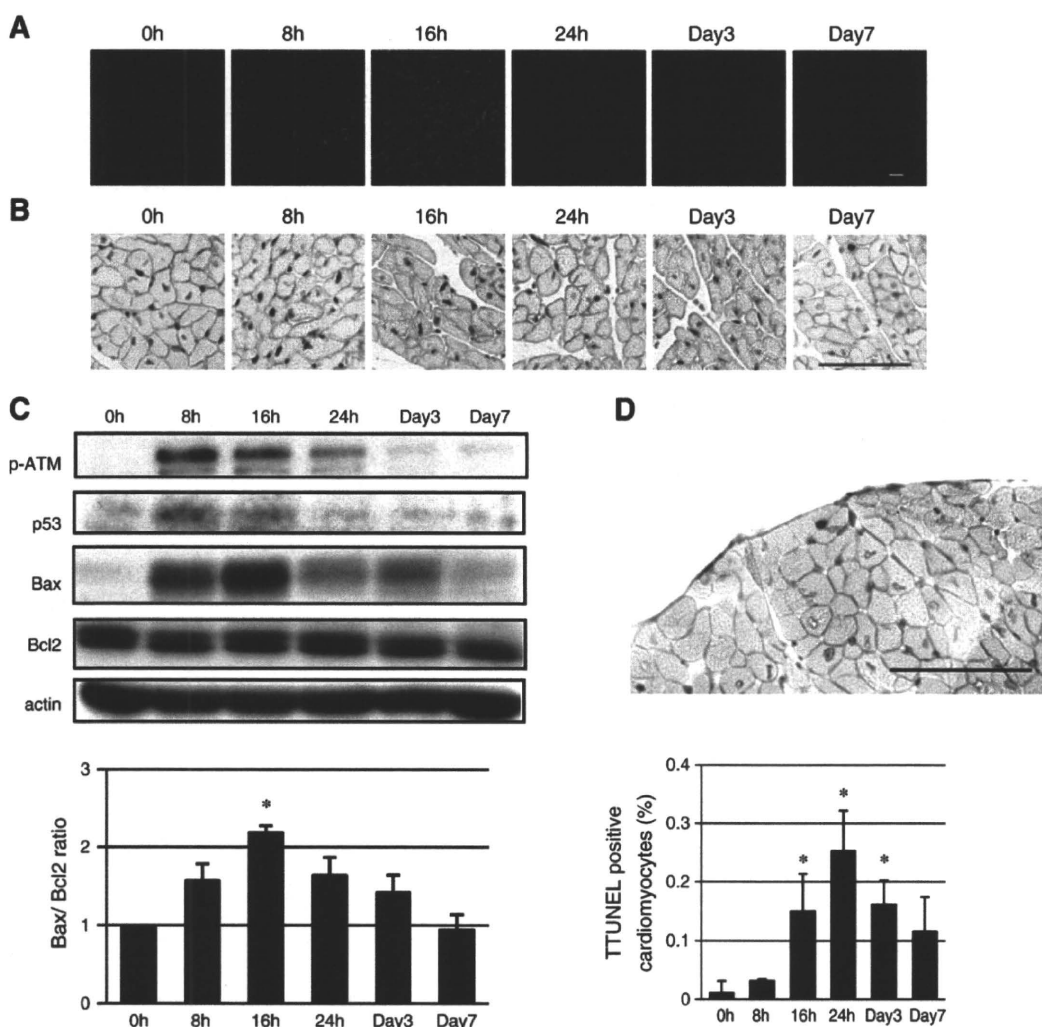 A
0h 8h 16h 24h Day3 Day7
B
0h 8h 16h 24h Day3 Day7
C
0h 8h 16h 24h Day3 Day7
p-ATM
p53
Bax
Bcl2
actin
Bax/ Bcl2 ratio
3
2
1
0
*
0h 8h 16h 24h Day3 Day7
D
TTUNEL positive
cardiomyocytes (%)
0.4
0.3
0.2
0.1
0
* * *
0h 8h 16h 24h Day3 Day7